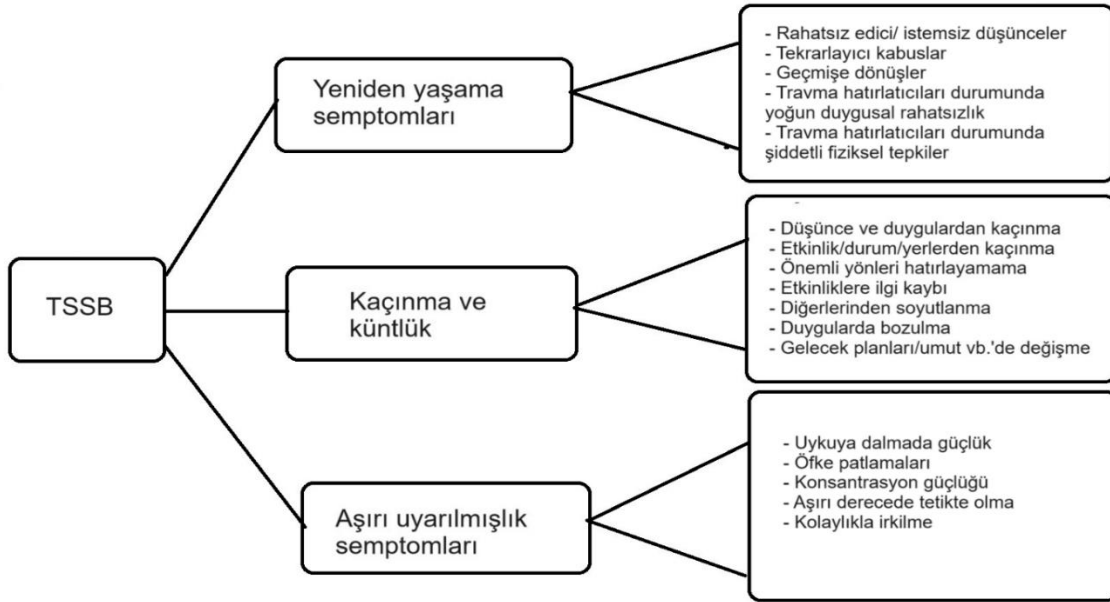 TSSB
Yeniden yaşama
semptomları
- Rahatsız edici/ istemsiz düşünceler
- Tekrarlayıcı kabuslar
- Geçmişe dönüşler
- Travma hatırlatıcıları durumunda
yoğun duygusal rahatsızlık
- Travma hatırlatıcıları durumunda
şiddetli fiziksel tepkiler
Kaçınma ve
küntlük
- Düşünce ve duygulardan kaçınma
- Etkinlik/durum/yerlerden kaçınma
- Önemli yönleri hatırlayamama
- Etkinliklere ilgi kaybı
- Diğerlerinden soyutlanma
- Duygularda bozulma
- Gelecek planları/umut vb.'de değişme
Aşırı uyarılmışlık
semptomları
- Uykuya dalmada güçlük
- Öfke patlamaları
- Konsantrasyon güçlüğü
- Aşırı derecede tetikte olma
- Kolaylıkla irkilme